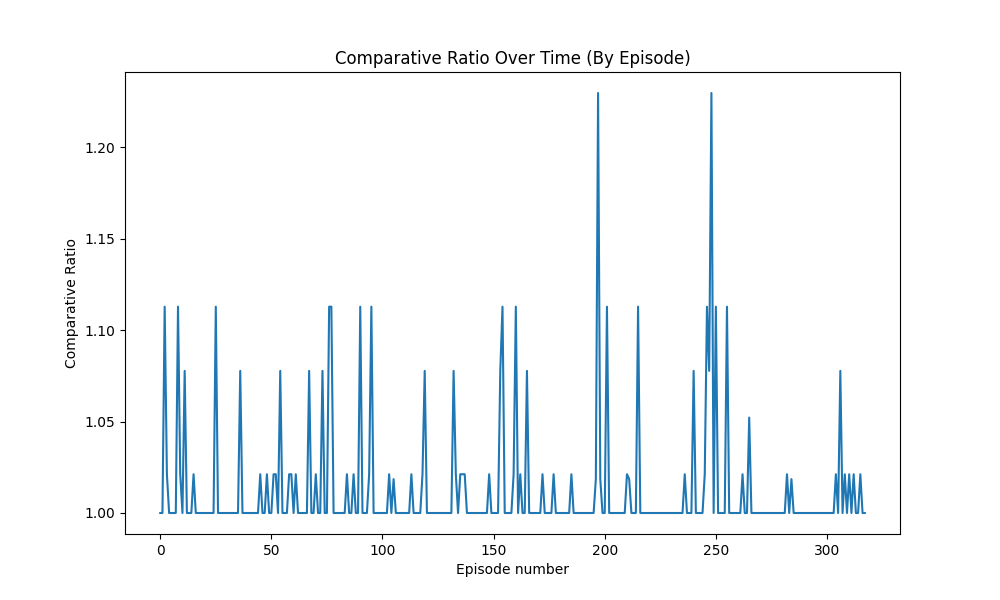 Comparative Ratio Over Time (By Episode)
1.20
1.15
1.10
1.05
1.00
Comparative Ratio
0 50 100 150 200 250 300
Episode number